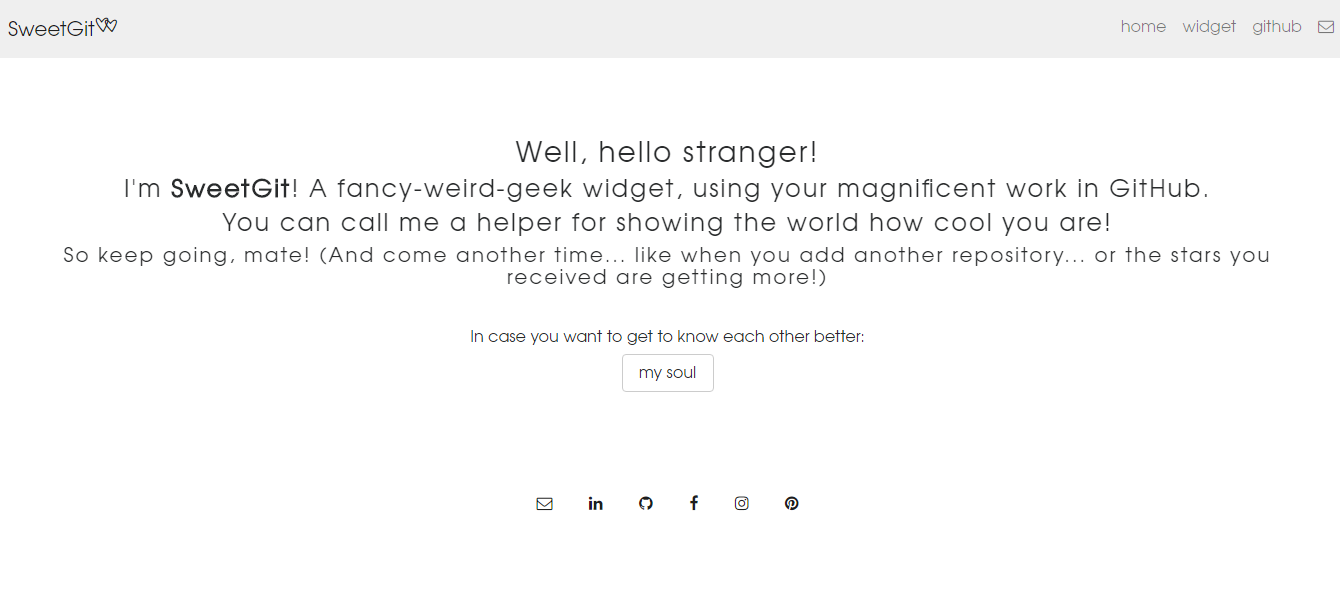 SweetGit
home widget github
Well, hello stranger!
I'm SweetGit! A fancy-weird-geek widget, using your magnificent work in GitHub.
You can call me a helper for showing the world how cool you are!
So keep going, mate! (And come another time... like when you add another repository... or the stars you
received are getting more!)
In case you want to get to know each other better:
my soul